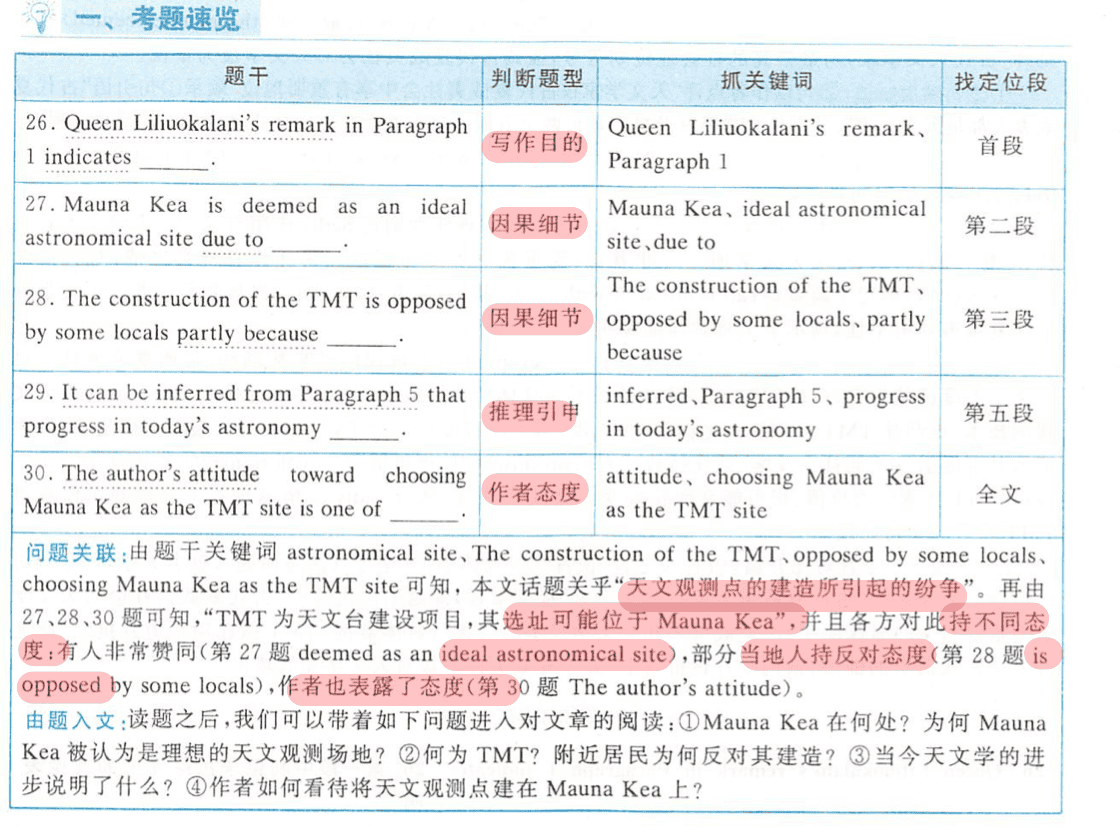 一、考题速览
题干 判断题型 抓关键词 找定位段
26. Queen Liliuokalani's remark in Paragraph
1 indicates ______.
写作目的
Queen Liliuokalani's remark、
Paragraph 1
首段
27. Mauna Kea is deemed as an ideal
astronomical site due to ______.
因果细节
Mauna Kea、ideal astronomical
site、due to
第二段
28. The construction of the TMT is opposed
by some locals partly because ______.
因果细节
The construction of the TMT、
opposed by some locals、partly
because
第三段
29. It can be inferred from Paragraph 5 that
progress in today's astronomy ______.
推理引申
inferred、Paragraph 5、progress
in today's astronomy
第五段
30. The author's attitude toward choosing
Mauna Kea as the TMT site is one of ______.
作者态度
attitude、choosing Mauna Kea
as the TMT site
全文
问题关联:由题干关键词 astronomical site、The construction of the TMT、opposed by some locals、
choosing Mauna Kea as the TMT site 可知，本文话题关乎“天文观测点的建造所引起的纷争”。再由
27、28、30 题可知，“TMT 为天文台建设项目，其选址可能位于 Mauna Kea”，并且各方对此持不同态
度:有人非常赞同(第 27 题 deemed as an ideal astronomical site)，部分当地人持反对态度(第 28 题 is
opposed by some locals)，作者也表露了态度(第 30 题 The author's attitude)。
由题入文:读题之后，我们可以带着如下问题进入对文章的阅读:①Mauna Kea 在何处？为何 Mauna
Kea 被认为是理想的天文观测场地？②何为 TMT？附近居民为何反对其建造？③当今天文学的进
步说明了什么？④作者如何看待将天文观测点建在 Mauna Kea 上？